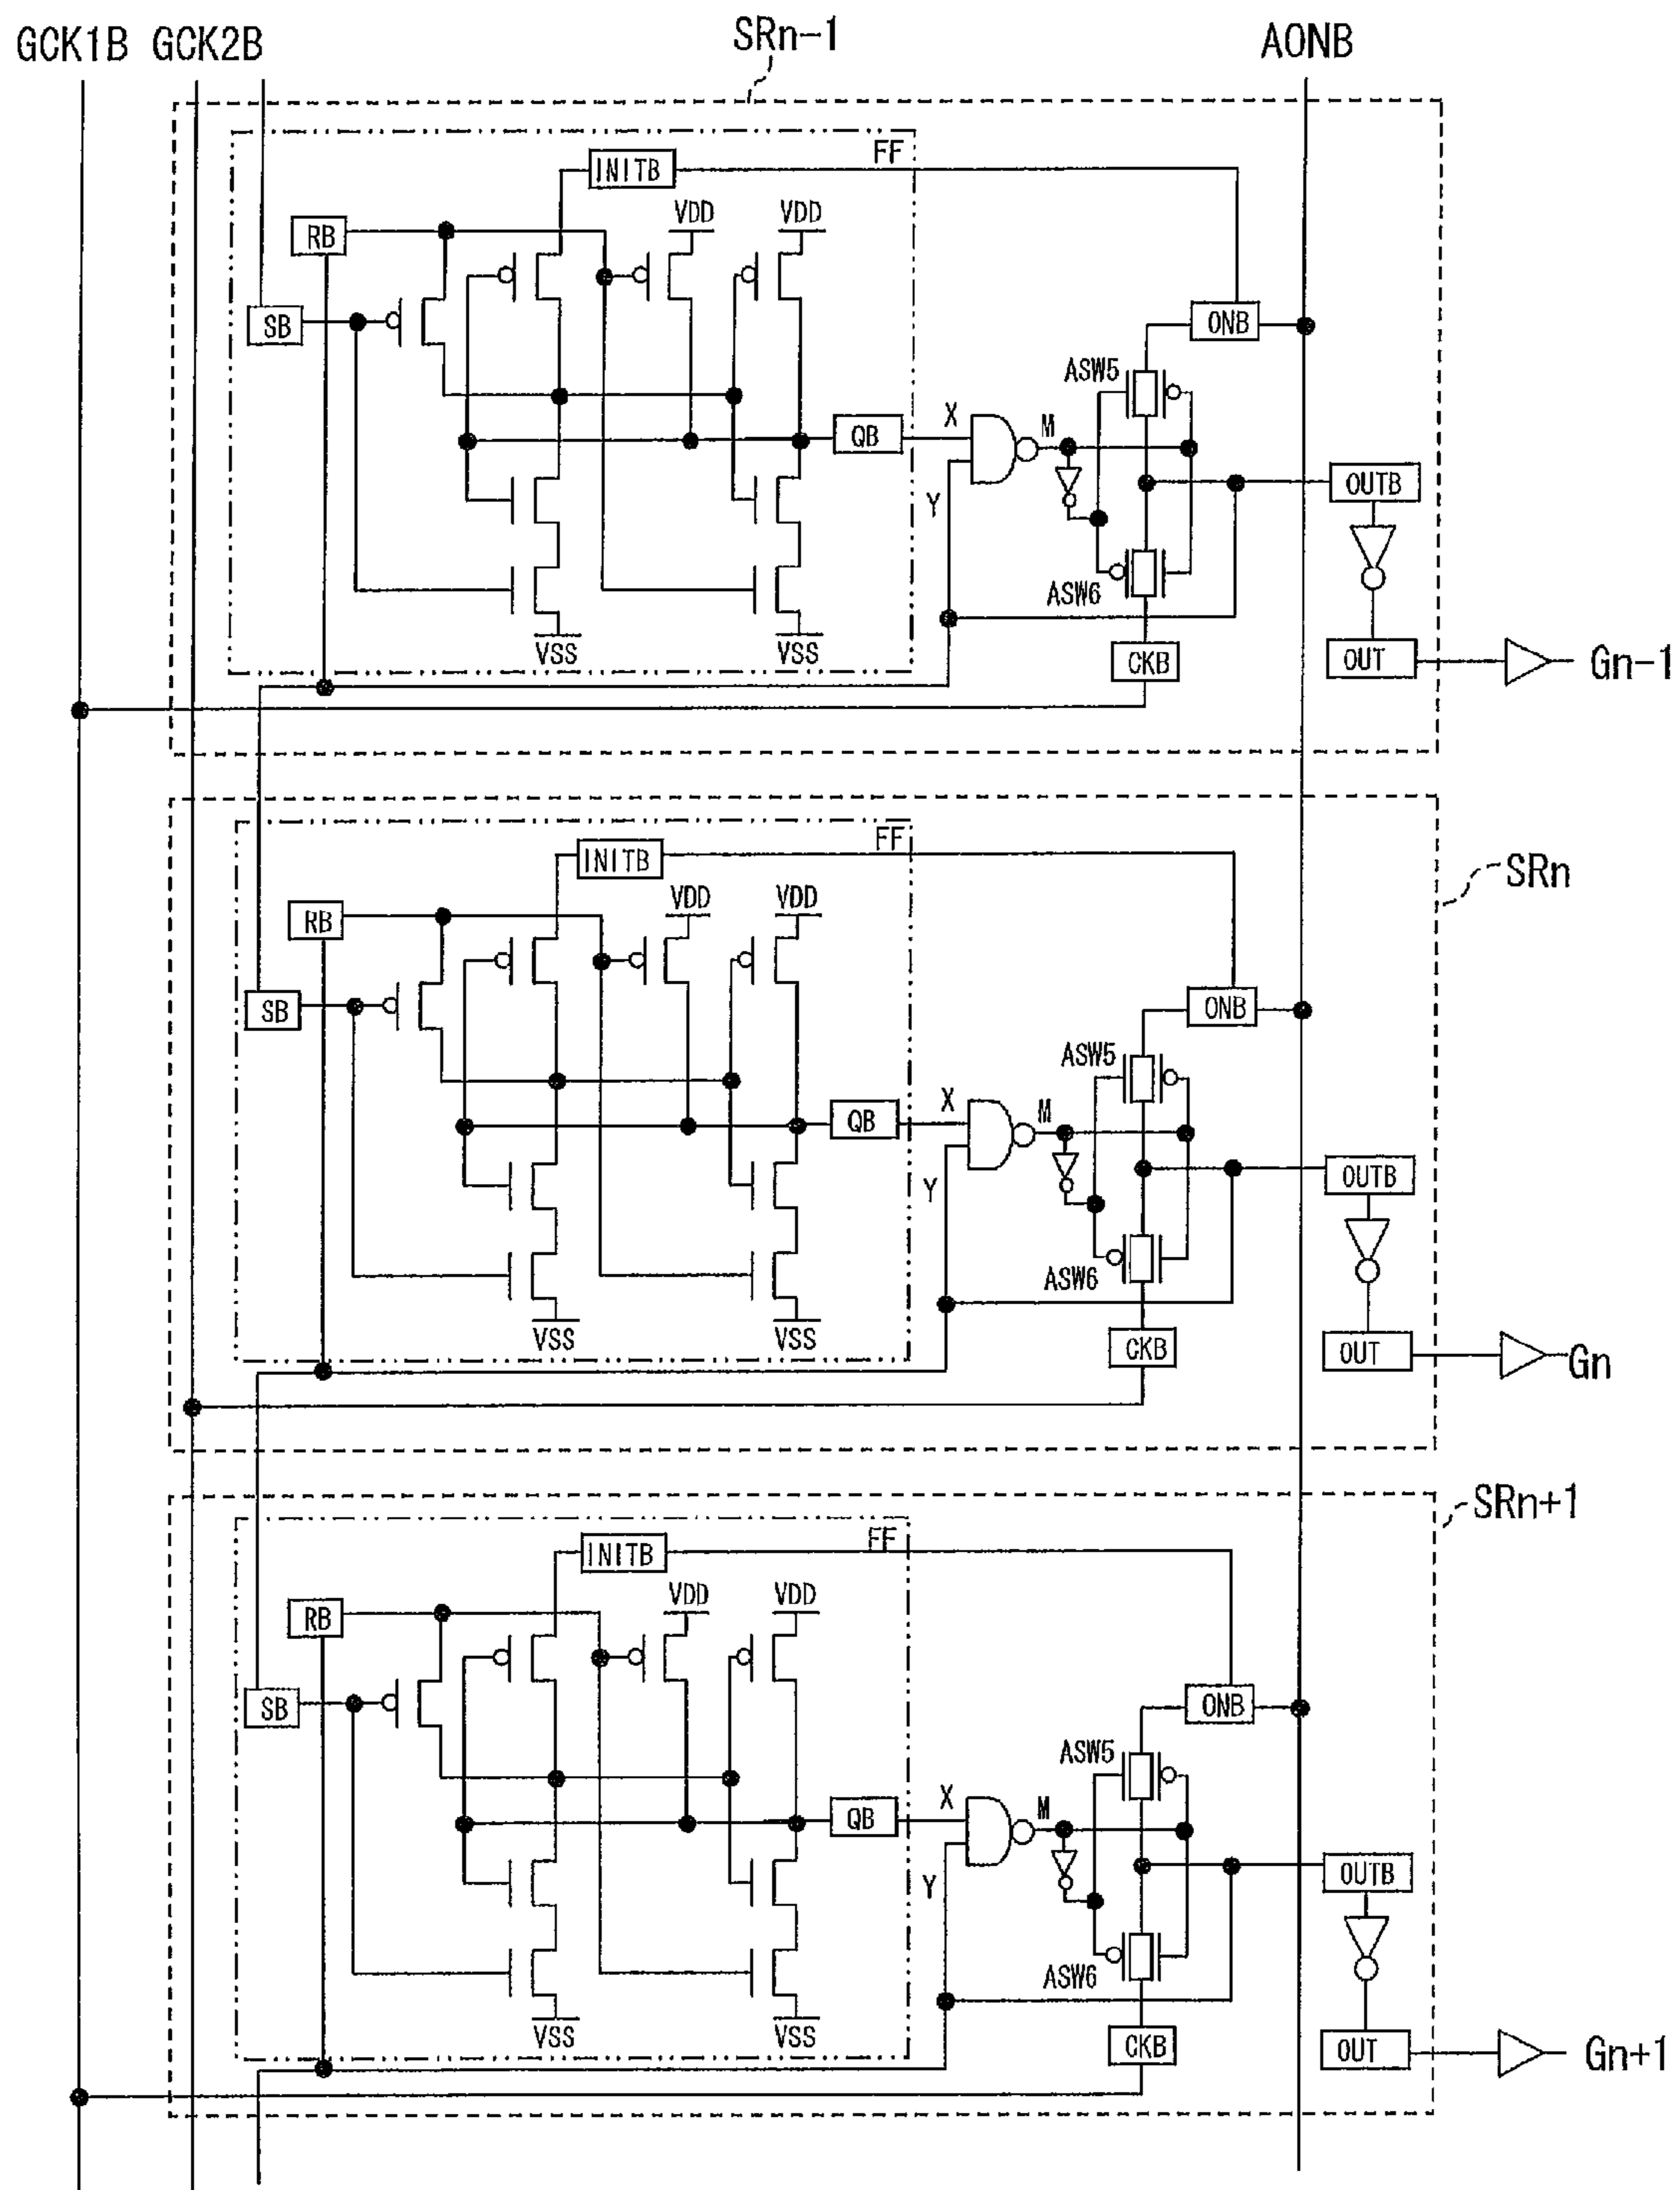 GCK1B GCK2B SRn-1 AONB
FF
INITB
VDD VDD
RB
SB
ONB
ASW5
X M
QB
OUTB
Y
ASW6
VSS VSS
CKB
OUT
Gn-1
FF
INITB
SRn
VDD VDD
RB
SB
ONB
ASW5
X M
QB
OUTB
Y
ASW6
VSS VSS
CKB
OUT
Gn
SRn+1
FF
INITB
VDD VDD
RB
SB
ONB
ASW5
X M
QB
OUTB
Y
ASW6
VSS VSS
CKB
OUT
Gn+1